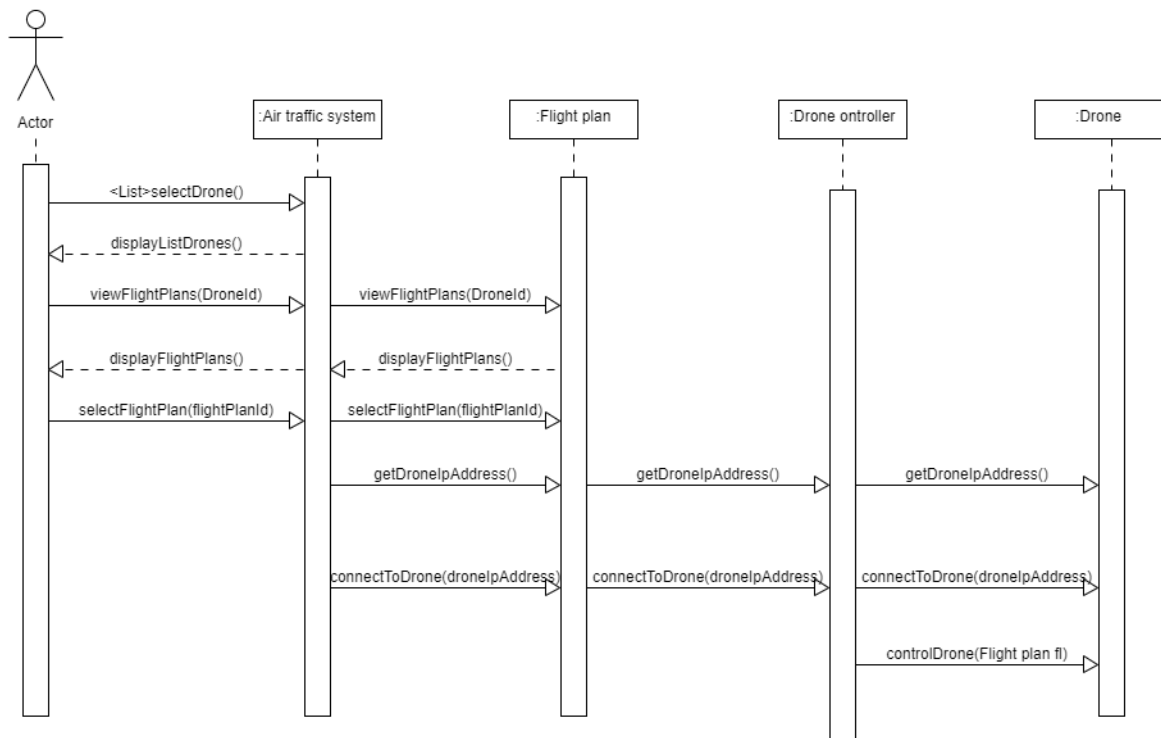 Actor
:Air traffic system
:Flight plan
:Drone ontroller
:Drone
<List>selectDrone()
displayListDrones()
viewFlightPlans(DroneId)
viewFlightPlans(DroneId)
displayFlightPlans()
displayFlightPlans()
selectFlightPlan(flightPlanId)
selectFlightPlan(flightPlanId)
getDroneIpAddress()
getDroneIpAddress()
getDroneIpAddress()
connectToDrone(droneIpAddress)
connectToDrone(droneIpAddress)
connectToDrone(droneIpAddress)
controlDrone(Flight plan fl)